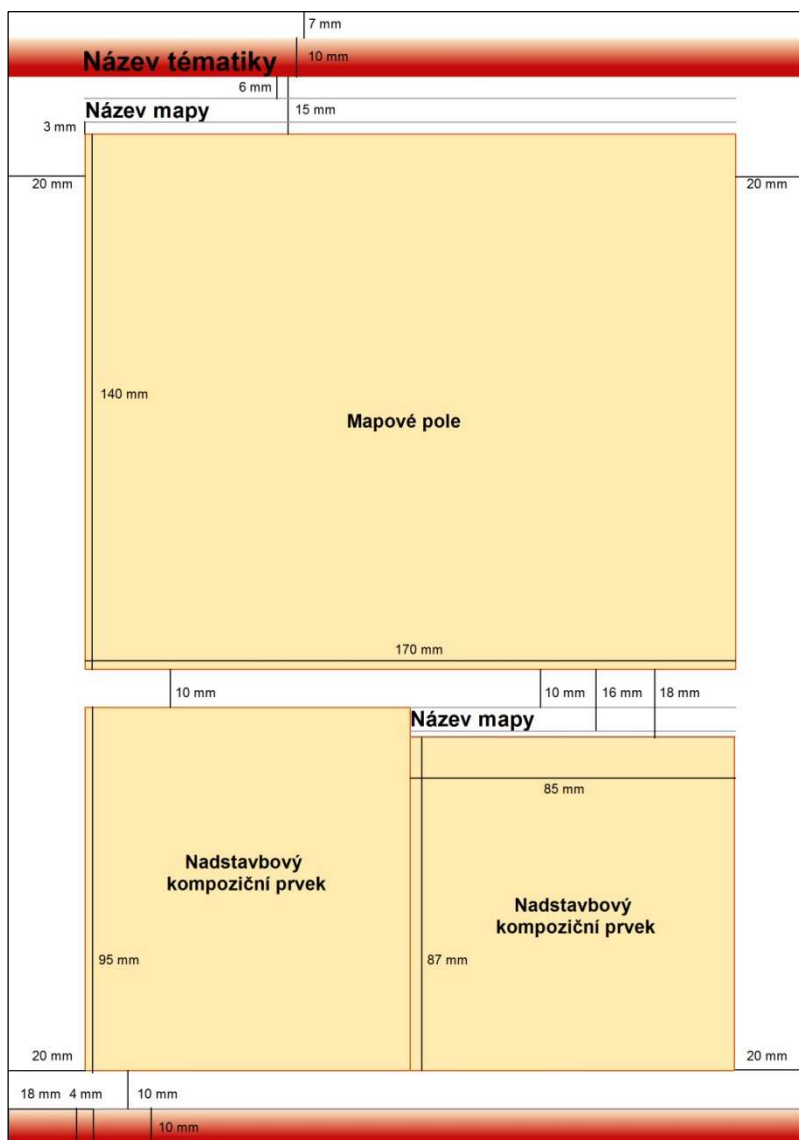 7 mm
Název tématiky
10 mm
6 mm
Název mapy
15 mm
3 mm
20 mm
20 mm
140 mm
Mapové pole
170 mm
10 mm
10 mm
16 mm
18 mm
Název mapy
85 mm
Nadstavbový
kompoziční prvek
Nadstavbový
kompoziční prvek
95 mm
87 mm
20 mm
20 mm
18 mm
4 mm
10 mm
10 mm